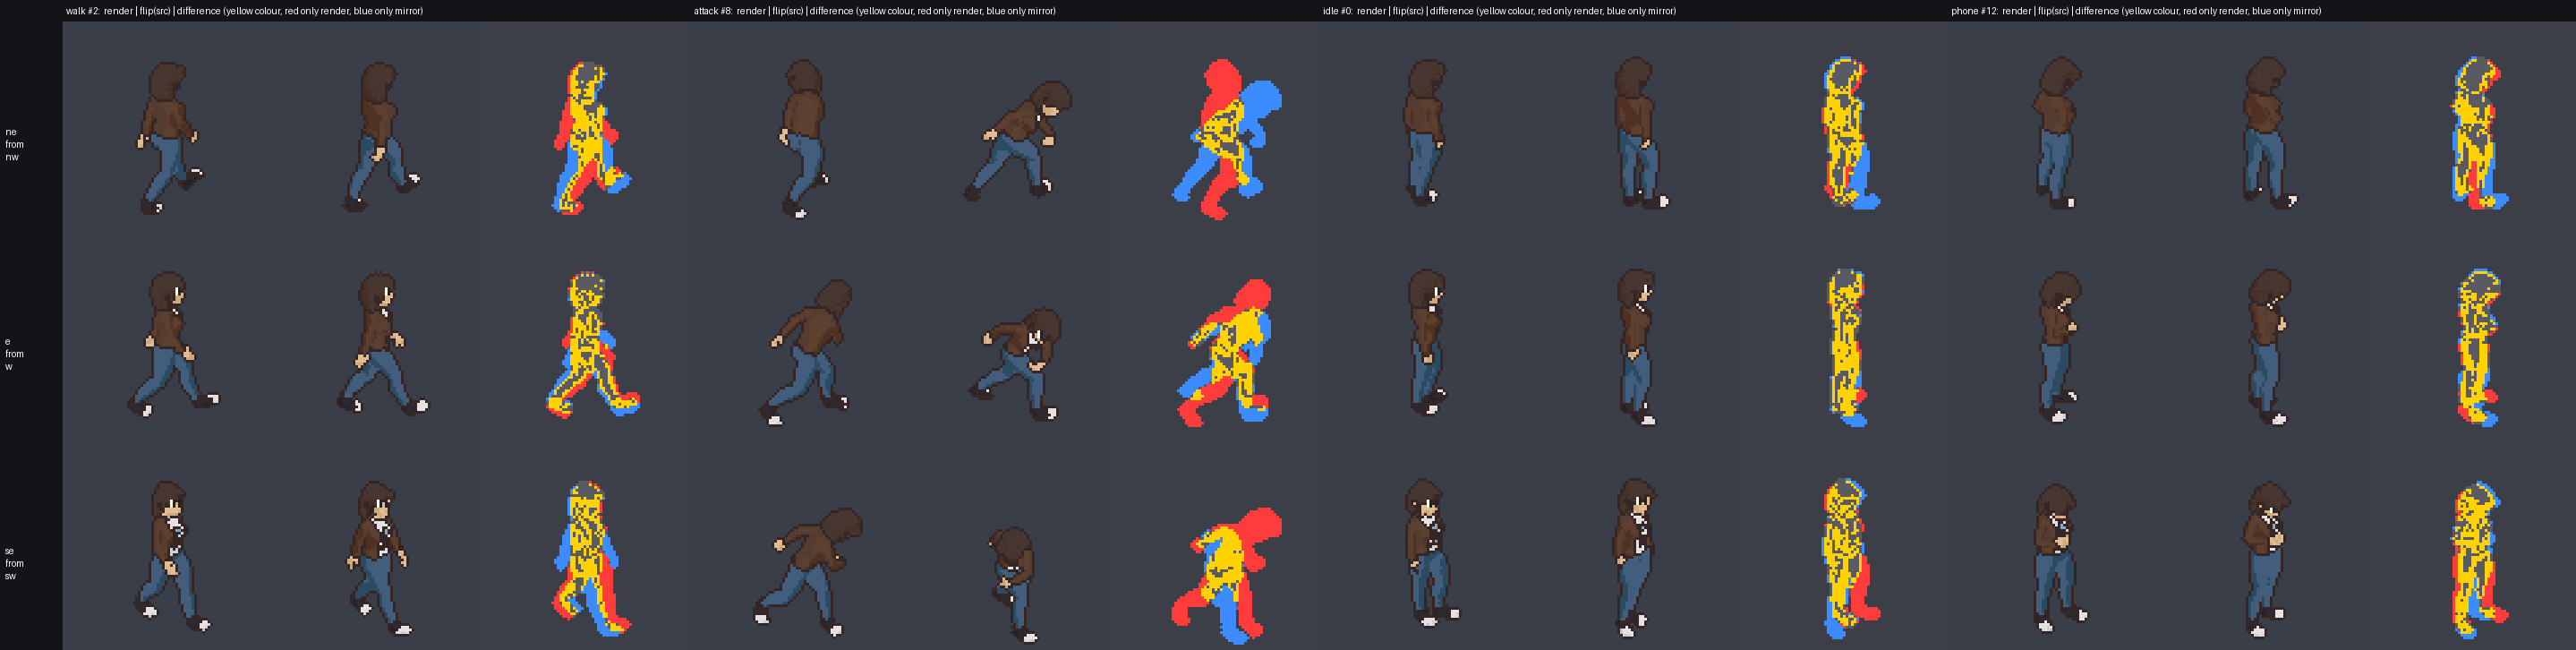 walk #2: render | flip(src) | difference (yellow colour, red only render, blue only mirror)
attack #8: render | flip(src) | difference (yellow colour, red only render, blue only mirror)
idle #0: render | flip(src) | difference (yellow colour, red only render, blue only mirror)
phone #12: render | flip(src) | difference (yellow colour, red only render, blue only mirror)
ne
from
nw
e
from
w
se
from
sw